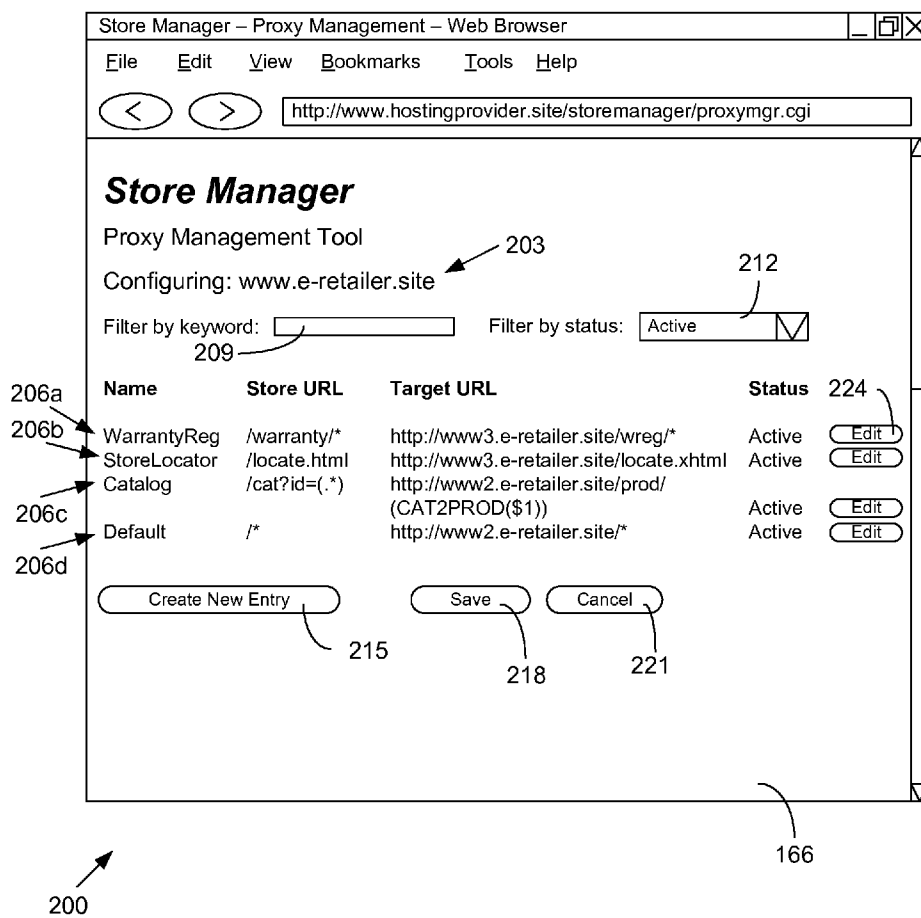 Store Manager – Proxy Management – Web Browser
File Edit View Bookmarks Tools Help
< > http://www.hostingprovider.site/storemanager/proxymgr.cgi
Store Manager
Proxy Management Tool
203
Configuring: www.e-retailer.site
212
Filter by keyword: Filter by status: Active
209
Name Store URL Target URL Status 224
206a
WarrantyReg /warranty/* http://www3.e-retailer.site/wreg/* Active Edit
206b
StoreLocator /locate.html http://www3.e-retailer.site/locate.xhtml Active Edit
Catalog /cat?id=(.*) http://www2.e-retailer.site/prod/
206c (CAT2PROD($1)) Active Edit
Default /* http://www2.e-retailer.site/* Active Edit
206d
Create New Entry Save Cancel
215 218 221
166
200